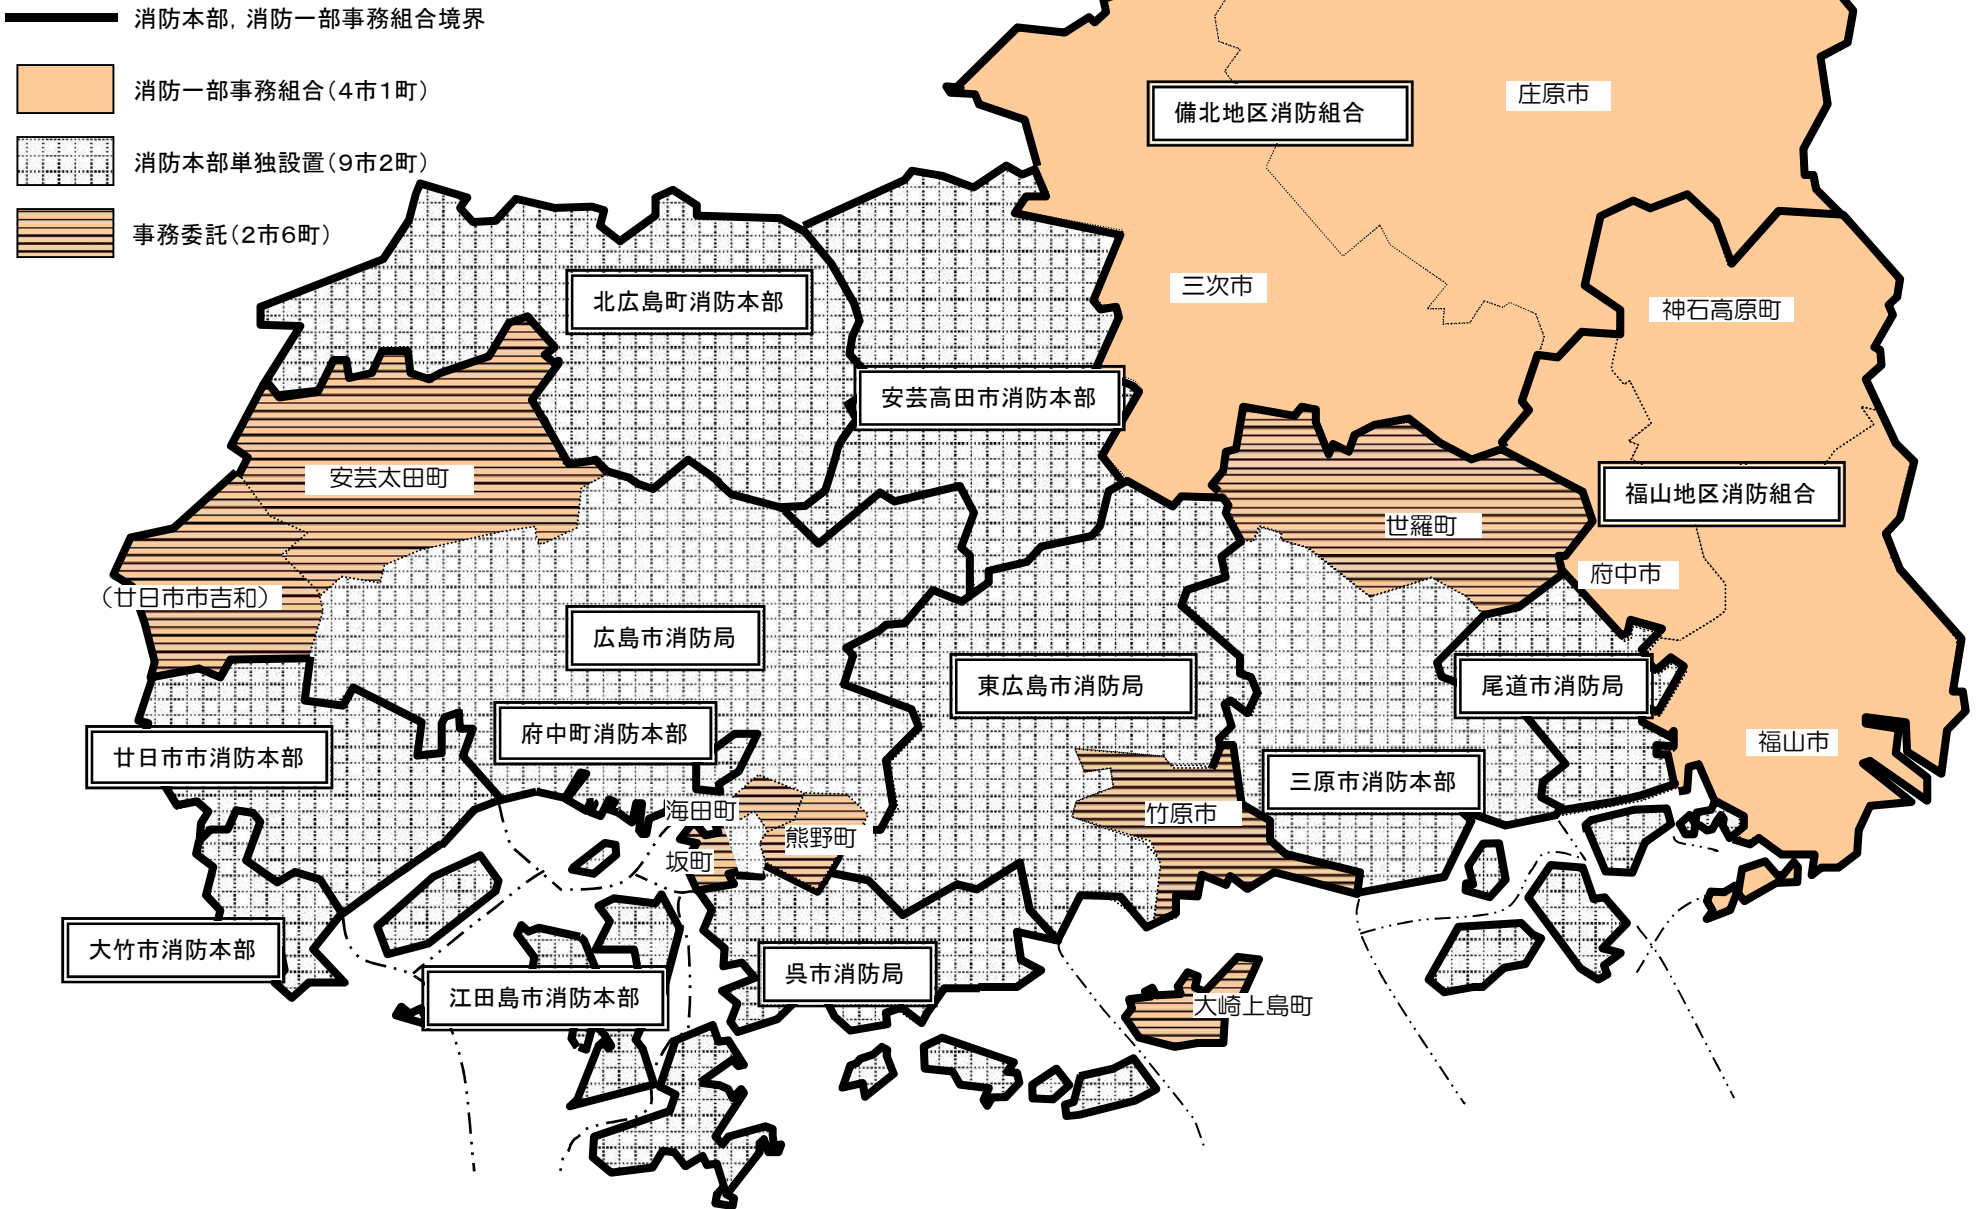 消防本部，消防一部事務組合境界
消防一部事務組合（４市１町）
消防本部単独設置（９市２町）
事務委託（２市６町）
備北地区消防組合
庄原市
三次市
神石高原町
北広島町消防本部
安芸高田市消防本部
安芸太田町
福山地区消防組合
世羅町
府中市
（廿日市市吉和）
広島市消防局
東広島市消防局
尾道市消防局
府中町消防本部
廿日市市消防本部
福山市
三原市消防本部
海田町
竹原市
熊野町
坂町
大竹市消防本部
呉市消防局
江田島市消防本部
大崎上島町